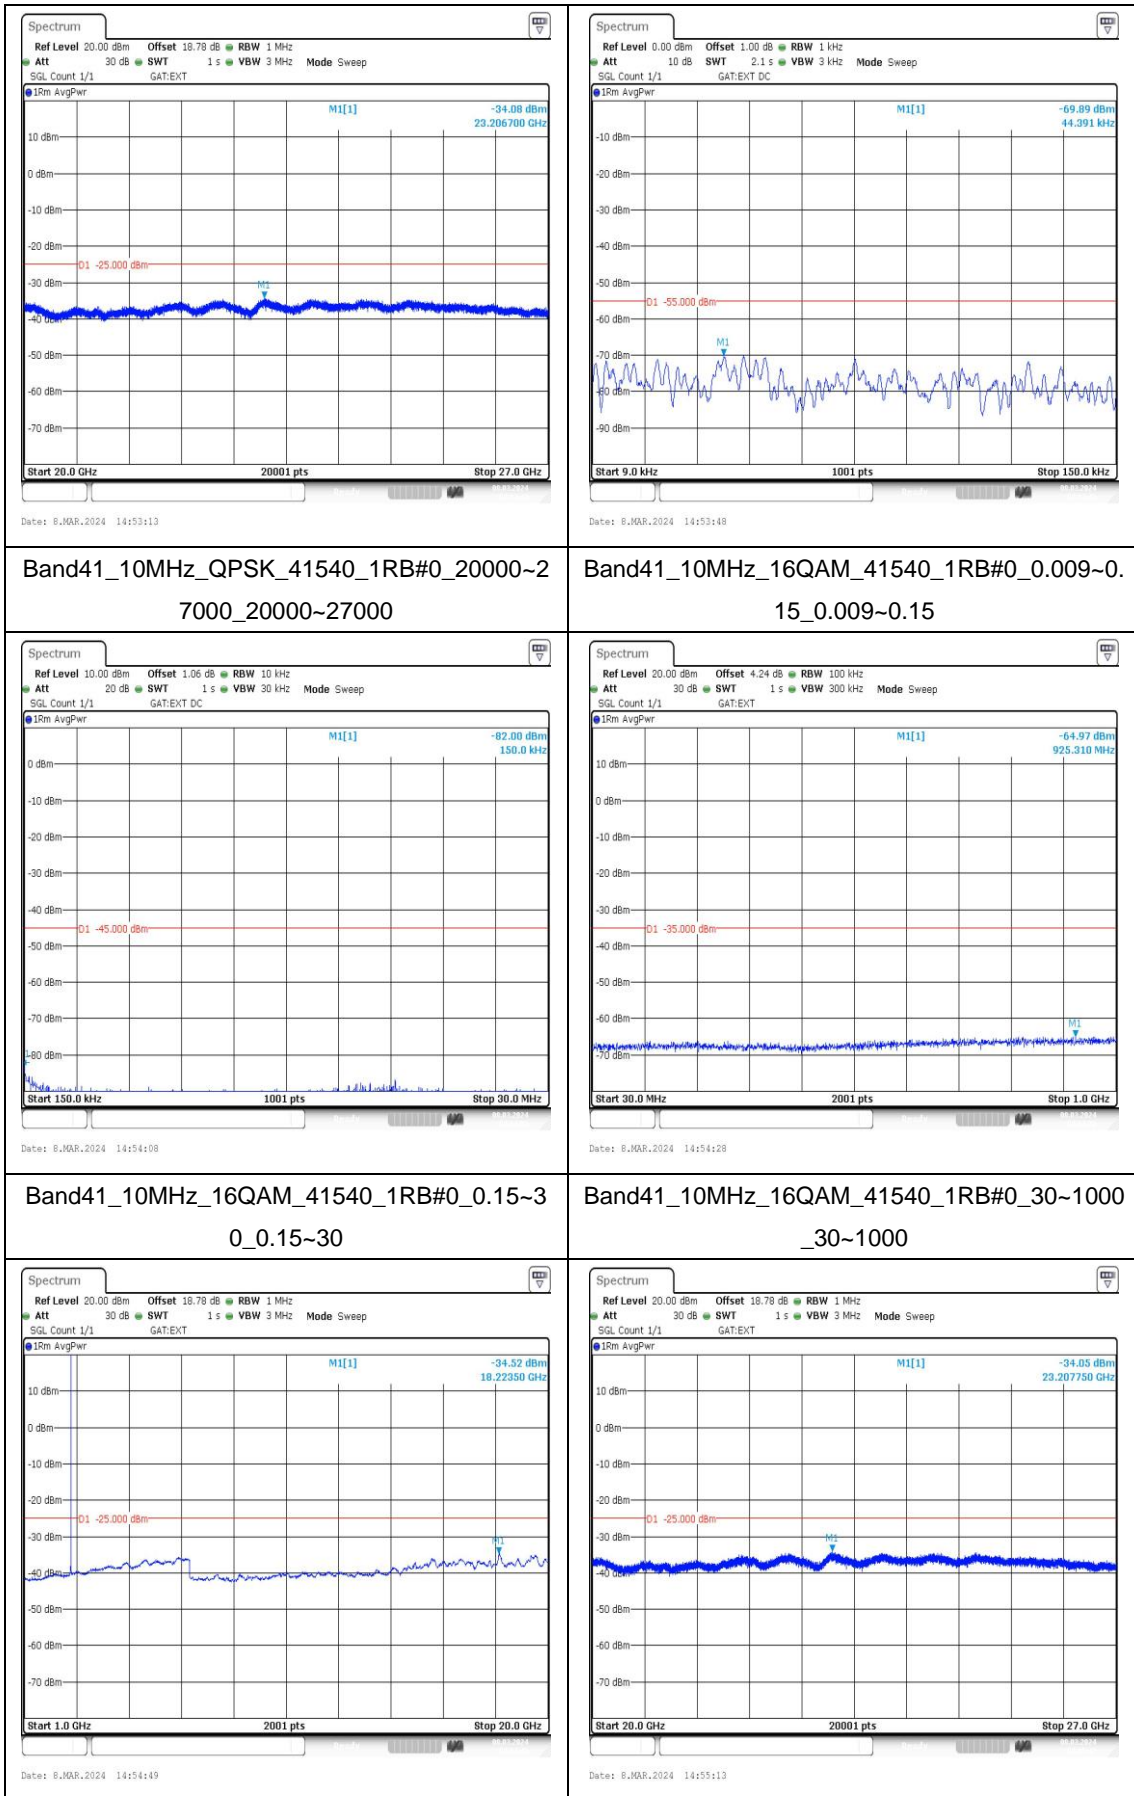 Spectrum
Ref Level 20.00 dBm Offset 18.78 dB RBW 1 MHz
Att 30 dB SWT 1 s VBW 3 MHz Mode Sweep
SGL Count 1/1 GAT:EXT
1Rm AvgPwr
M1[1] -34.08 dBm
23.206700 GHz
10 dBm
0 dBm
-10 dBm
-20 dBm
D1 -25.000 dBm
-30 dBm
M1
-40 dBm
-50 dBm
-60 dBm
-70 dBm
Start 20.0 GHz 20001 pts Stop 27.0 GHz
Date: 8.MAR.2024 14:53:13
Spectrum
Ref Level 0.00 dBm Offset 1.00 dB RBW 1 kHz
Att 10 dB SWT 2.1 s VBW 3 kHz Mode Sweep
SGL Count 1/1 GAT:EXT DC
1Rm AvgPwr
M1[1] -69.89 dBm
44.391 kHz
-10 dBm
-20 dBm
-30 dBm
-40 dBm
-50 dBm
D1 -55.000 dBm
-60 dBm
M1
-70 dBm
-80 dBm
-90 dBm
Start 9.0 kHz 1001 pts Stop 150.0 kHz
Date: 8.MAR.2024 14:53:48
Band41_10MHz_QPSK_41540_1RB#0_20000~2
7000_20000~27000
Band41_10MHz_16QAM_41540_1RB#0_0.009~0.
15_0.009~0.15
Spectrum
Ref Level 10.00 dBm Offset 1.06 dB RBW 10 kHz
Att 20 dB SWT 1 s VBW 30 kHz Mode Sweep
SGL Count 1/1 GAT:EXT DC
1Rm AvgPwr
M1[1] -82.00 dBm
150.0 kHz
0 dBm
-10 dBm
-20 dBm
-30 dBm
-40 dBm
D1 -45.000 dBm
-50 dBm
-60 dBm
-70 dBm
-80 dBm
Start 150.0 kHz 1001 pts Stop 30.0 MHz
Date: 8.MAR.2024 14:54:08
Spectrum
Ref Level 20.00 dBm Offset 4.24 dB RBW 100 kHz
Att 30 dB SWT 1 s VBW 300 kHz Mode Sweep
SGL Count 1/1 GAT:EXT
1Rm AvgPwr
M1[1] -64.97 dBm
925.310 MHz
10 dBm
0 dBm
-10 dBm
-20 dBm
-30 dBm
D1 -35.000 dBm
-40 dBm
-50 dBm
-60 dBm
M1
-70 dBm
Start 30.0 MHz 2001 pts Stop 1.0 GHz
Date: 8.MAR.2024 14:54:28
Band41_10MHz_16QAM_41540_1RB#0_0.15~3
0_0.15~30
Band41_10MHz_16QAM_41540_1RB#0_30~1000
_30~1000
Spectrum
Ref Level 20.00 dBm Offset 18.78 dB RBW 1 MHz
Att 30 dB SWT 1 s VBW 3 MHz Mode Sweep
SGL Count 1/1 GAT:EXT
1Rm AvgPwr
M1[1] -34.52 dBm
18.22350 GHz
10 dBm
0 dBm
-10 dBm
-20 dBm
D1 -25.000 dBm
-30 dBm
M1
-40 dBm
-50 dBm
-60 dBm
-70 dBm
Start 1.0 GHz 2001 pts Stop 20.0 GHz
Date: 8.MAR.2024 14:54:49
Spectrum
Ref Level 20.00 dBm Offset 18.78 dB RBW 1 MHz
Att 30 dB SWT 1 s VBW 3 MHz Mode Sweep
SGL Count 1/1 GAT:EXT
1Rm AvgPwr
M1[1] -34.05 dBm
23.207750 GHz
10 dBm
0 dBm
-10 dBm
-20 dBm
D1 -25.000 dBm
-30 dBm
M1
-40 dBm
-50 dBm
-60 dBm
-70 dBm
Start 20.0 GHz 20001 pts Stop 27.0 GHz
Date: 8.MAR.2024 14:55:13